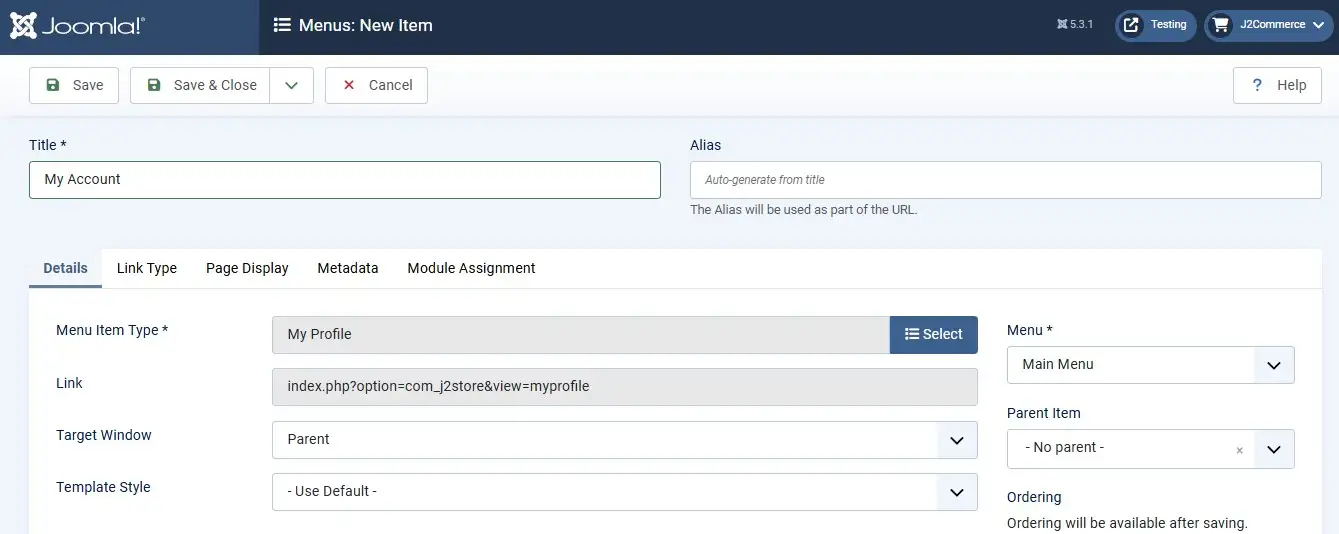 Joomla!® Menus: New Item 5.3.1 Testing J2Commerce
Save Save & Close Cancel ? Help
Title * Alias
My Account Auto-generate from title
The Alias will be used as part of the URL.
Details Link Type Page Display Metadata Module Assignment
Menu Item Type * My Profile Select Menu *
Main Menu
Link index.php?option=com_j2store&view=myprofile
Parent Item
Target Window Parent
- No parent - ×
Template Style - Use Default -
Ordering
Ordering will be available after saving.